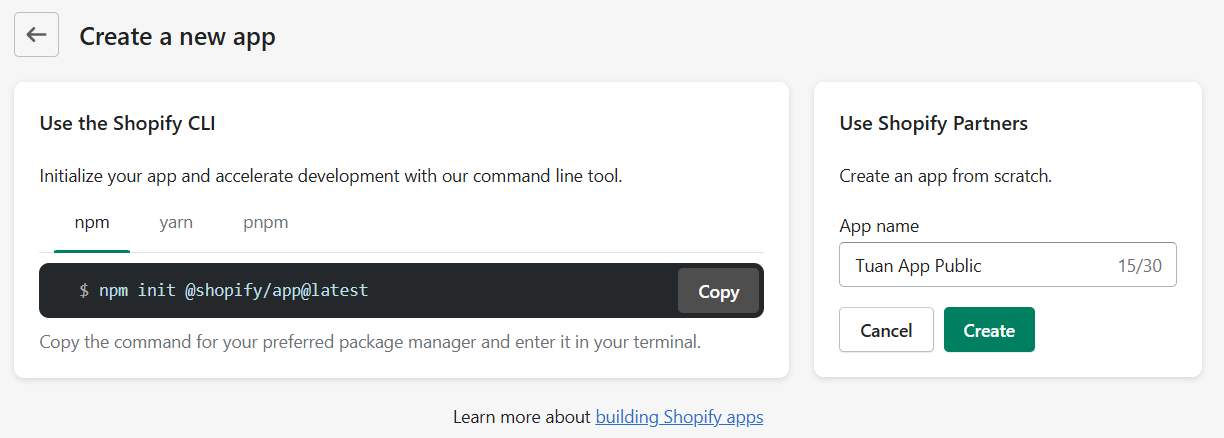 Create a new app
Use the Shopify CLI
Initialize your app and accelerate development with our command line tool.
npm yarn pnpm
$ npm init @shopify/app@latest
Copy
Copy the command for your preferred package manager and enter it in your terminal.
Use Shopify Partners
Create an app from scratch.
App name
Tuan App Public 15/30
Cancel Create
Learn more about building Shopify apps